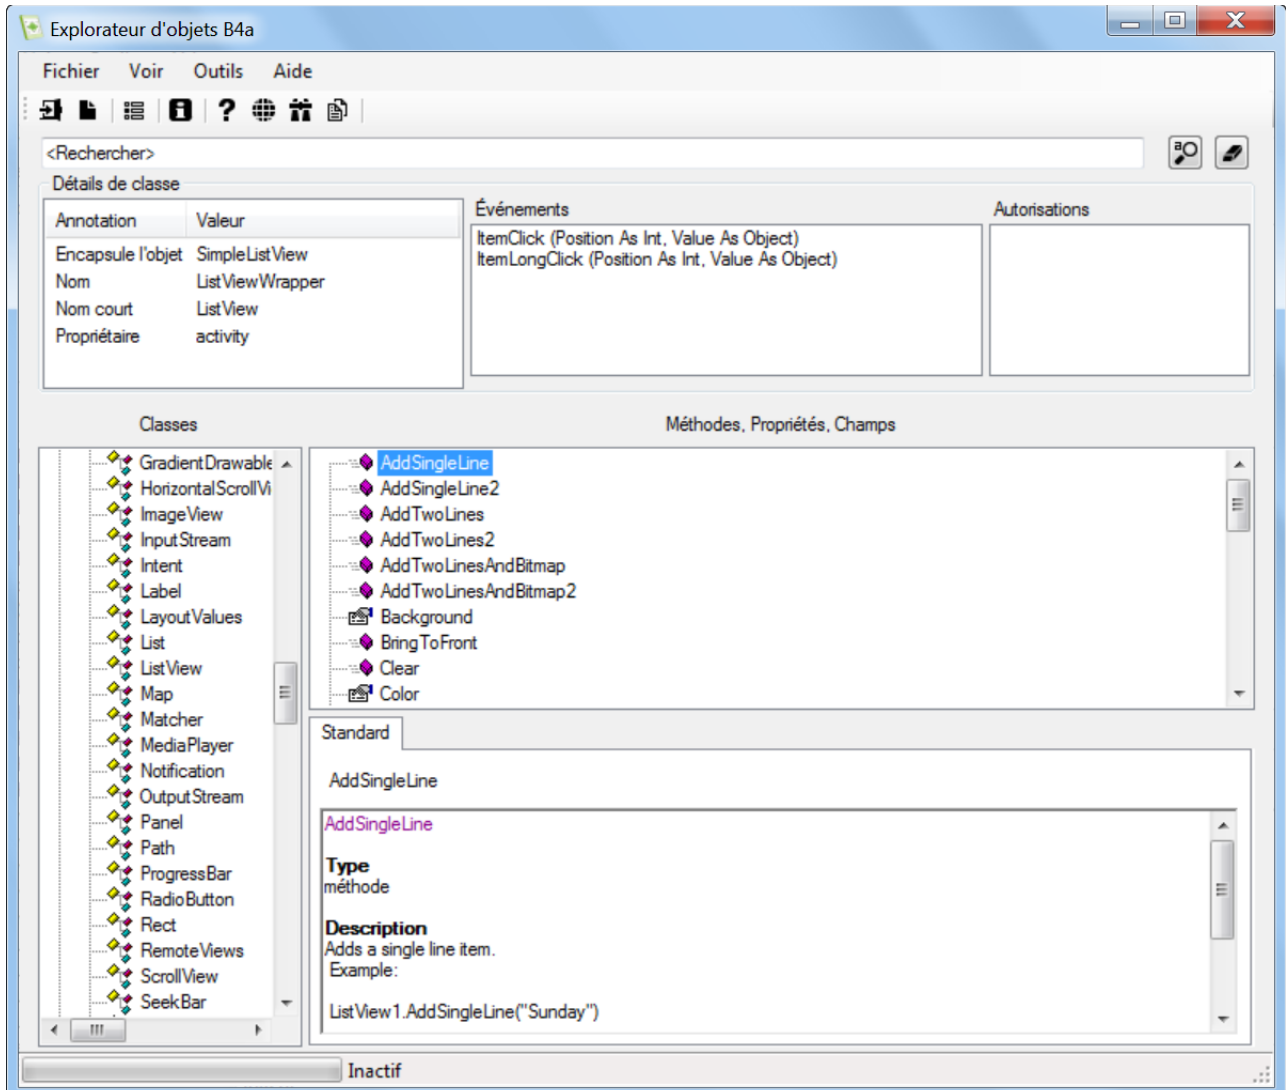 Explorateur d'objets B4a
Fichier Voir Outils Aide
<Rechercher>
Détails de classe
Annotation Valeur
Encapsule l'objet SimpleListView
Nom ListViewWrapper
Nom court ListView
Propriétaire activity
Événements
ItemClick (Position As Int, Value As Object)
ItemLongClick (Position As Int, Value As Object)
Autorisations
Classes
GradientDrawable
HorizontalScrollVi
ImageView
InputStream
Intent
Label
LayoutValues
List
ListView
Map
Matcher
MediaPlayer
Notification
OutputStream
Panel
Path
ProgressBar
RadioButton
Rect
RemoteViews
ScrollView
SeekBar
Méthodes, Propriétés, Champs
AddSingleLine
AddSingleLine2
AddTwoLines
AddTwoLines2
AddTwoLinesAndBitmap
AddTwoLinesAndBitmap2
Background
BringToFront
Clear
Color
Standard
AddSingleLine
AddSingleLine
Type
méthode
Description
Adds a single line item.
Example:
ListView1.AddSingleLine("Sunday")
Inactif